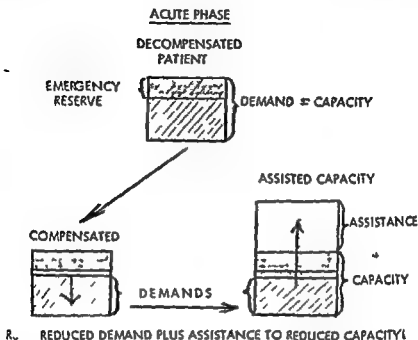 ACUTE PHASE
DECOMPENSATED
PATIENT
EMERGENCY
RESERVE
DEMAND = CAPACITY
ASSISTED CAPACITY
COMPENSATED
ASSISTANCE
CAPACITY
DEMANDS
REDUCED DEMAND PLUS ASSISTANCE TO REDUCED CAPACITY